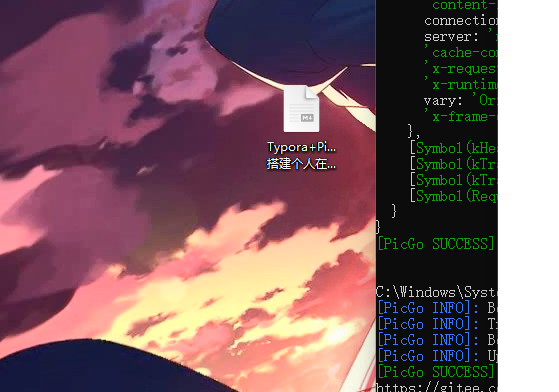 Typora+Pi...
搭建个人在...
content-
connection
server: '
'cache-con
'x-reques
'x-runtim
vary: 'Or
'x-frame-
},
[Symbol(kHe
[Symbol(kTr
[Symbol(kTr
[Symbol(Req
}
}
[PicGo SUCCESS]
C:\Windows\Syst
[PicGo INFO]: B
[PicGo INFO]: T
[PicGo INFO]: B
[PicGo INFO]: U
[PicGo SUCCESS]
https://gitee.c